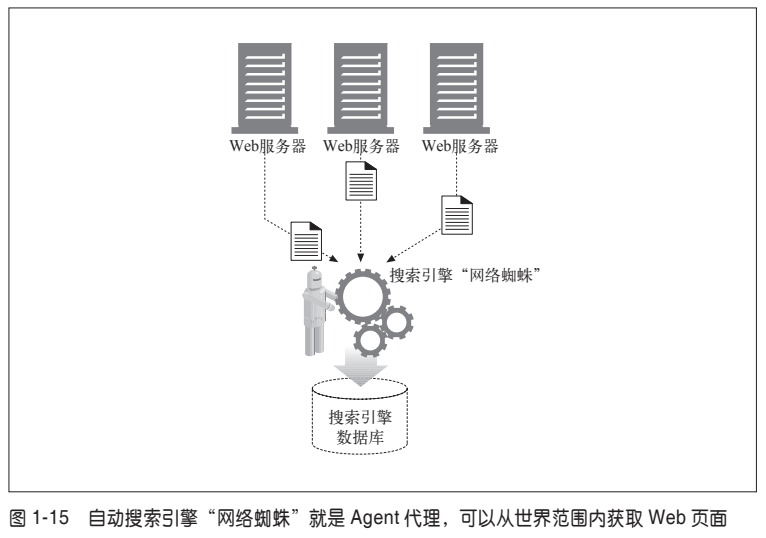 Web服务器
Web服务器
Web服务器
搜索引擎“网络蜘蛛”
搜索引擎
数据库
图 1-15 自动搜索引擎“网络蜘蛛”就是 Agent 代理，可以从世界范围内获取 Web 页面